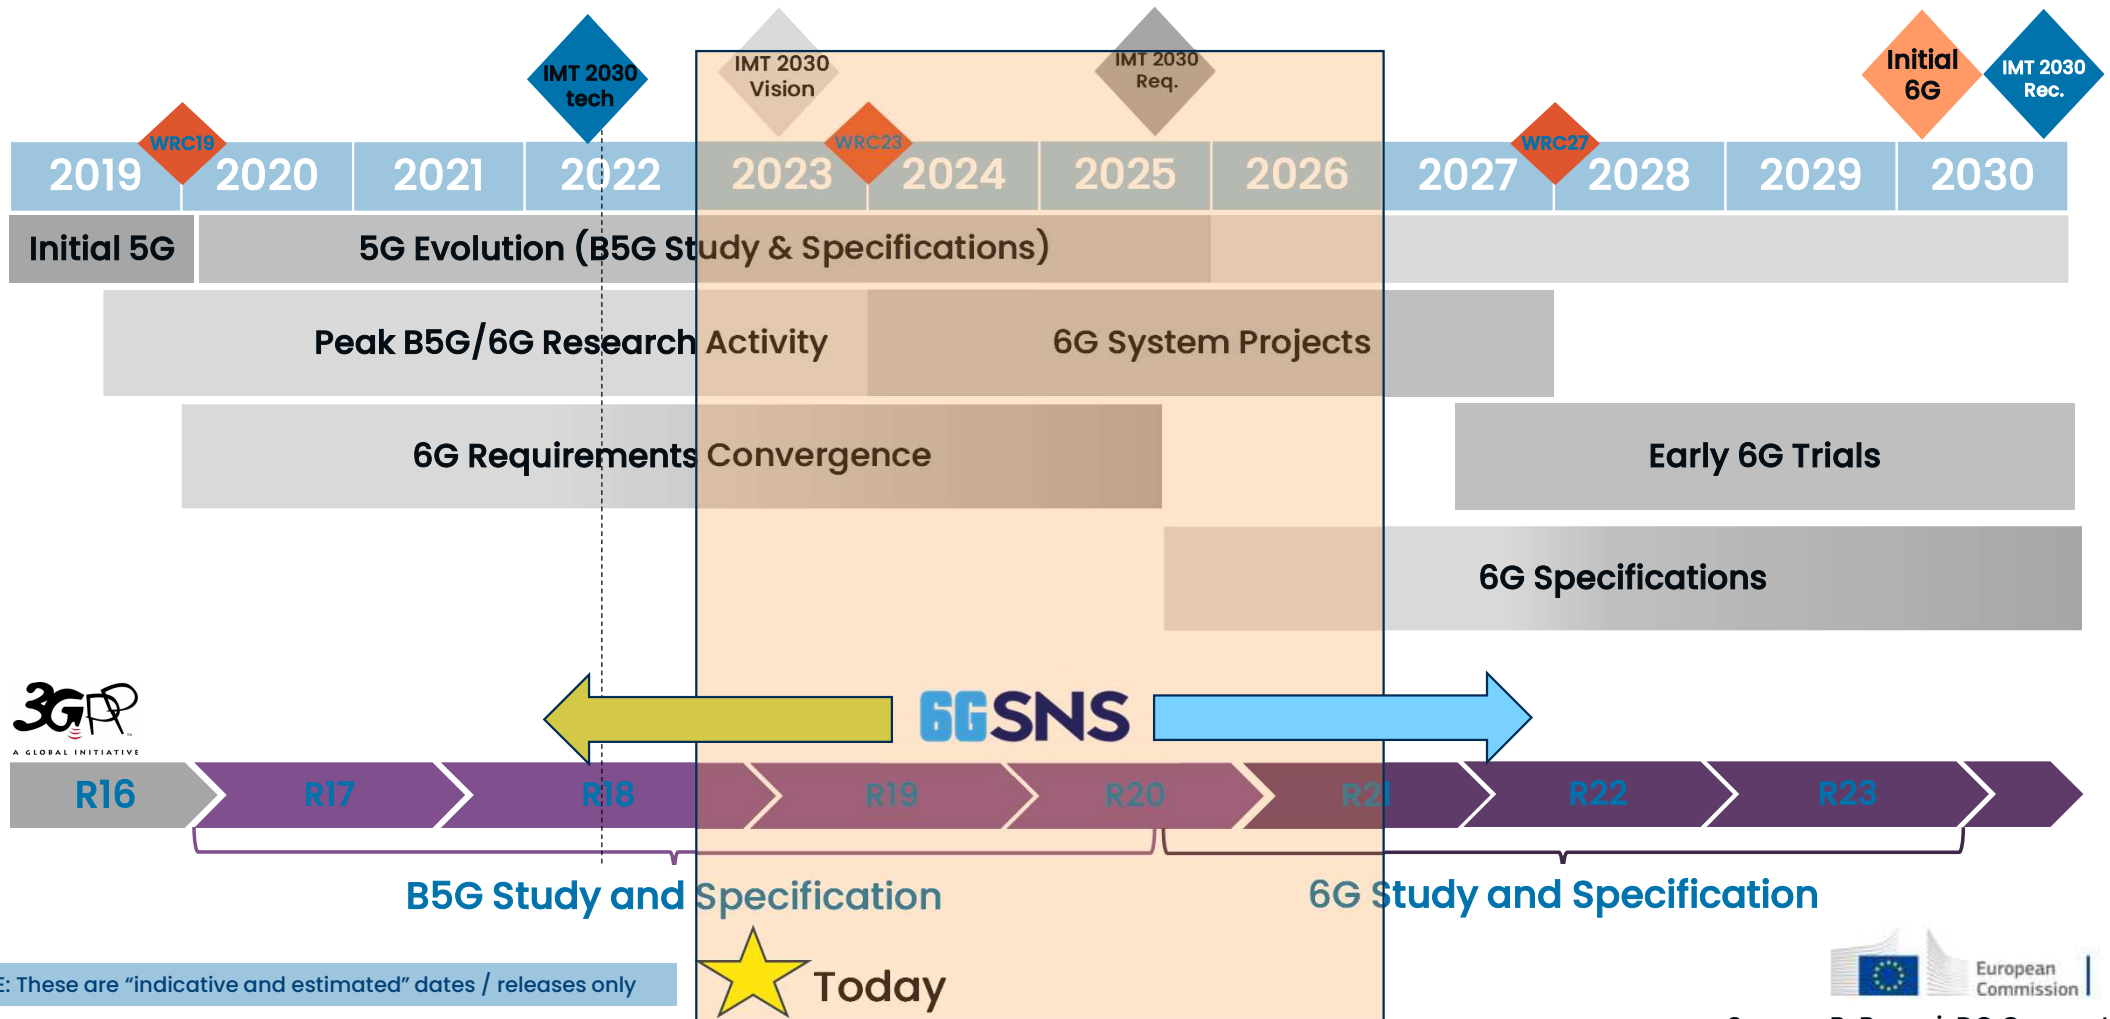 IMT 2030
tech
IMT 2030
Vision
IMT 2030
Req.
Initial
6G
IMT 2030
Rec.
WRC19
WRC23
WRC27
2019
2020
2021
2022
2023
2024
2025
2026
2027
2028
2029
2030
Initial 5G
5G Evolution (B5G Study & Specifications)
Peak B5G/6G Research Activity
6G System Projects
6G Requirements Convergence
Early 6G Trials
6G Specifications
3GPP
A GLOBAL INITIATIVE
6GSNS
R16
R17
R18
R19
R20
R21
R22
R23
B5G Study and Specification
6G Study and Specification
Today
E: These are “indicative and estimated” dates / releases only
European
Commission